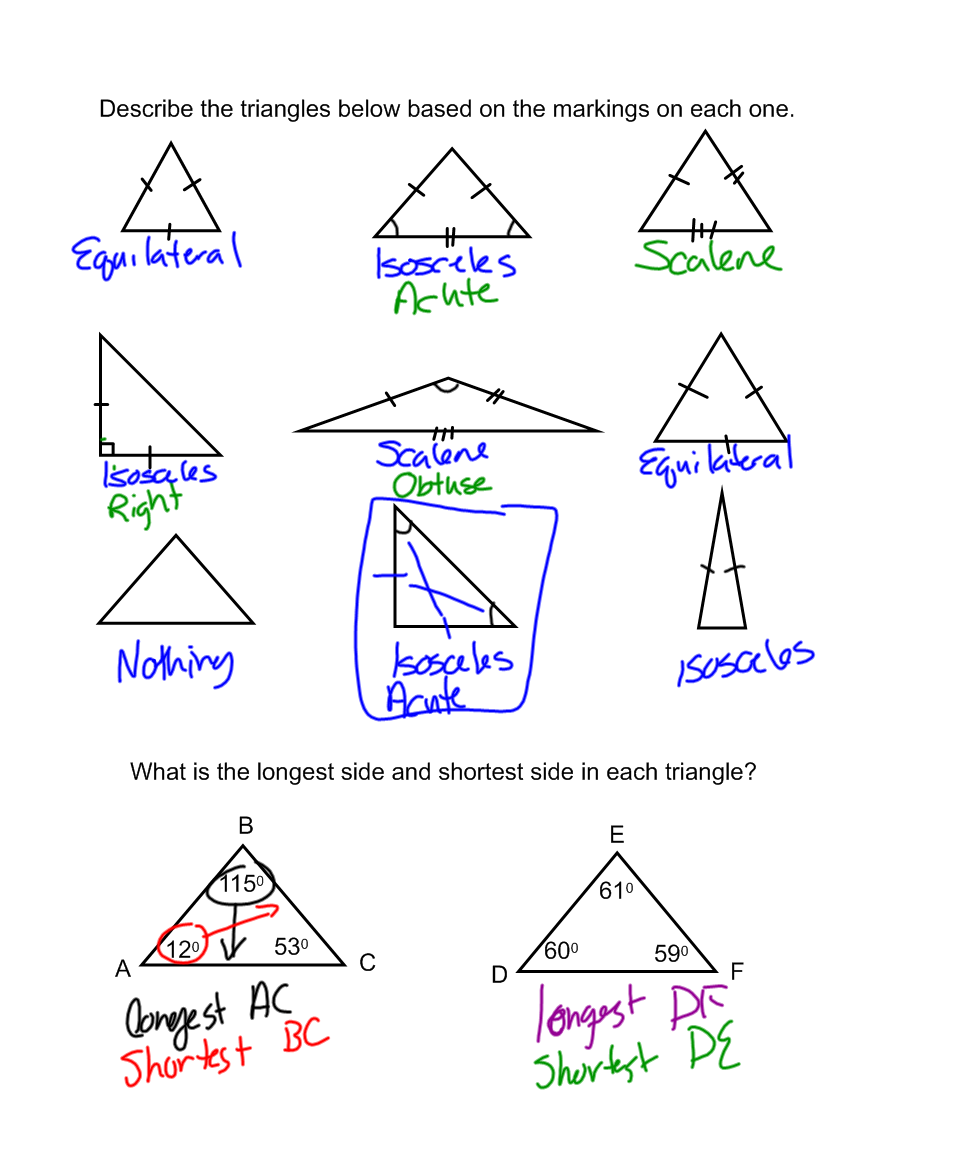 Describe the triangles below based on the markings on each one.
Equilateral
Isosceles
Acute
Scalene
Isosceles
Right
Scalene
Obtuse
Equilateral
Nothing
Isosceles
Acute
Isosceles
What is the longest side and shortest side in each triangle?
B
115⁰
12⁰
53⁰
A
C
Longest AC
Shortest BC
E
61⁰
60⁰
59⁰
D
F
longest DF
Shortest DE